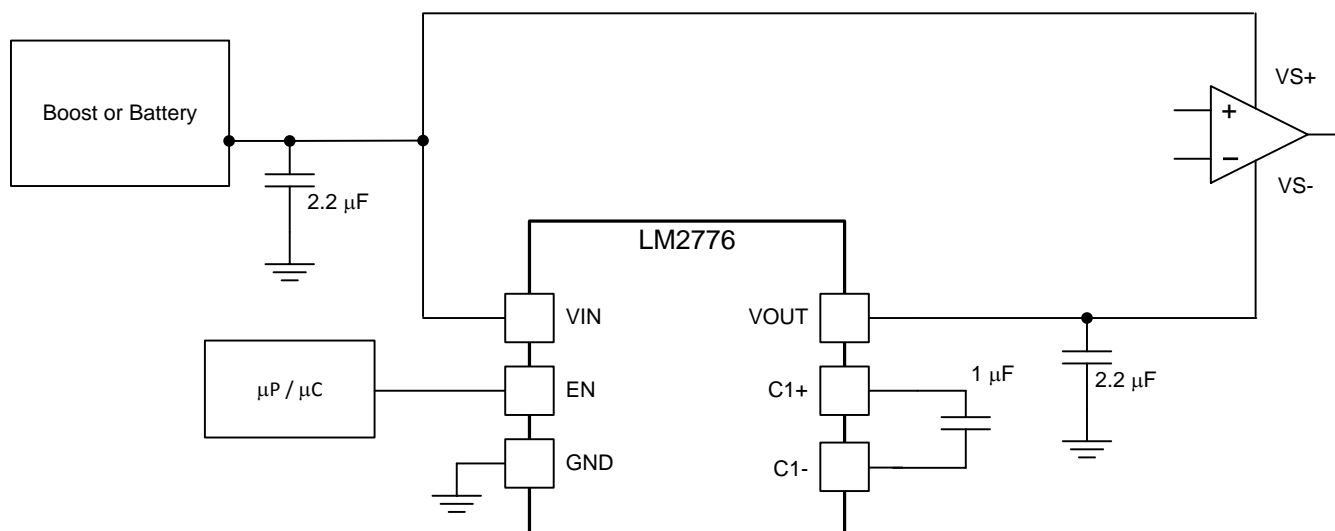 Boost or Battery
2.2 μF
VS+
+
−
VS-
LM2776
VIN
VOUT
μP / μC
EN
C1+
1 μF
2.2 μF
GND
C1-